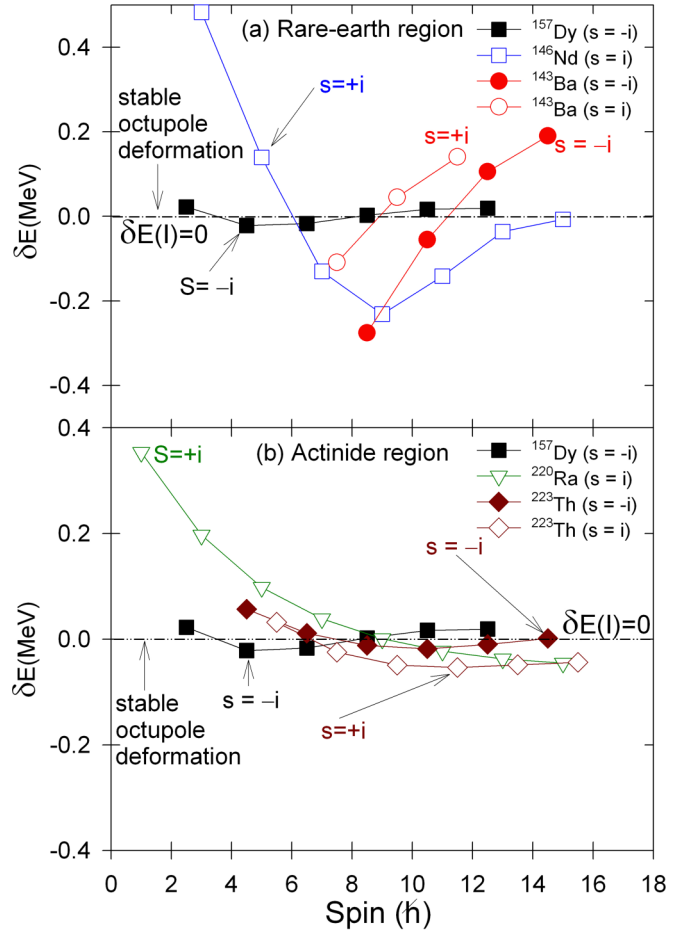 (a) Rare-earth region
¹⁵⁷Dy (s = -i)
¹⁴⁶Nd (s = i)
¹⁴³Ba (s = -i)
¹⁴³Ba (s = i)
s=+i
s=+i
s = –i
stable
octupole
deformation
δE(I)=0
S= –i
δE(MeV)
0.4
0.2
0.0
-0.2
-0.4
(b) Actinide region
¹⁵⁷Dy (s = -i)
²²⁰Ra (s = i)
²²³Th (s = -i)
²²³Th (s = i)
S=+i
s = –i
δE(I)=0
s = –i
s=+i
stable
octupole
deformation
δE(MeV)
0.4
0.2
0.0
-0.2
-0.4
0 2 4 6 8 10 12 14 16 18
Spin (ℏ)